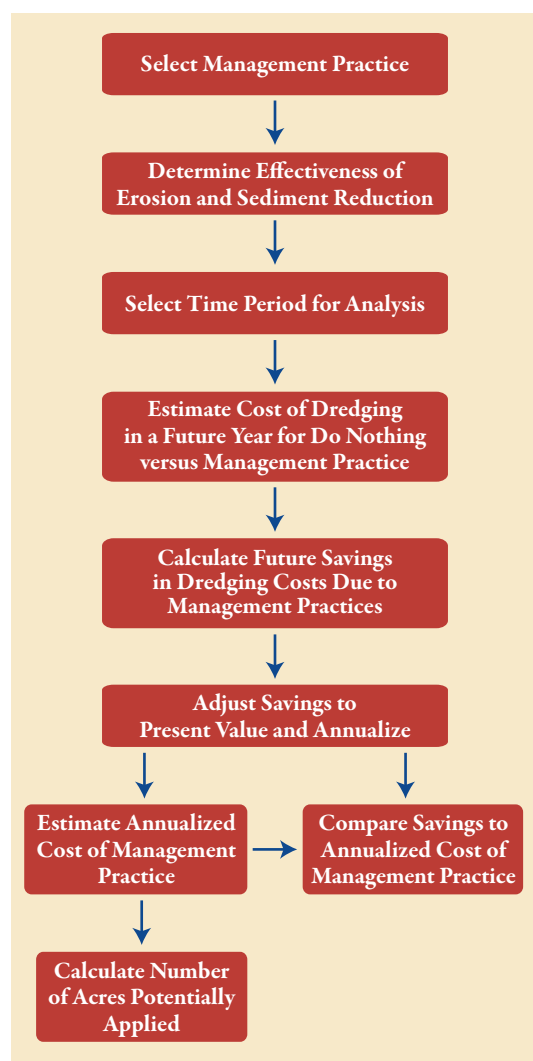 Select Management Practice
Determine Effectiveness of
Erosion and Sediment Reduction
Select Time Period for Analysis
Estimate Cost of Dredging
in a Future Year for Do Nothing
versus Management Practice
Calculate Future Savings
in Dredging Costs Due to
Management Practices
Adjust Savings to
Present Value and Annualize
Estimate Annualized
Cost of Management
Practice
Compare Savings to
Annualized Cost of
Management Practice
Calculate Number
of Acres Potentially
Applied